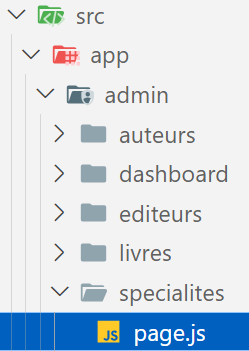 src
app
admin
auteurs
dashboard
editeurs
livres
specialites
JS page.js